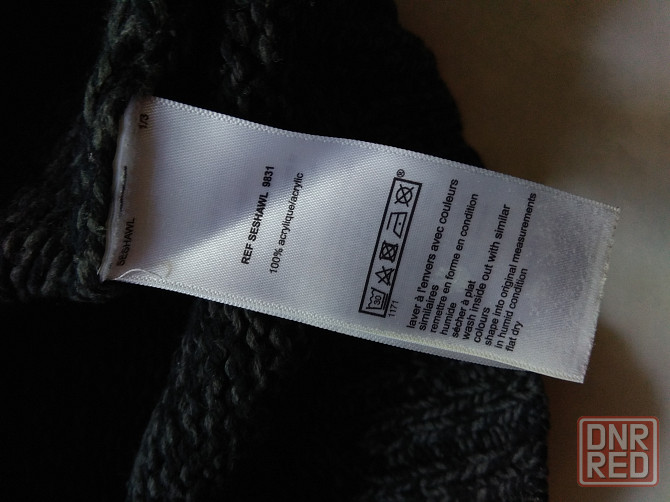 1/3
SESHAWL
REF SESHAWL 9831
100% acrylique/acrylic
30
®
1171
laver à l'envers avec couleurs
similaires
remettre en forme en condition
humide
sécher à plat
wash inside out with similar
colours
shape into original measurements
in humid condition
flat dry
DNR
RED